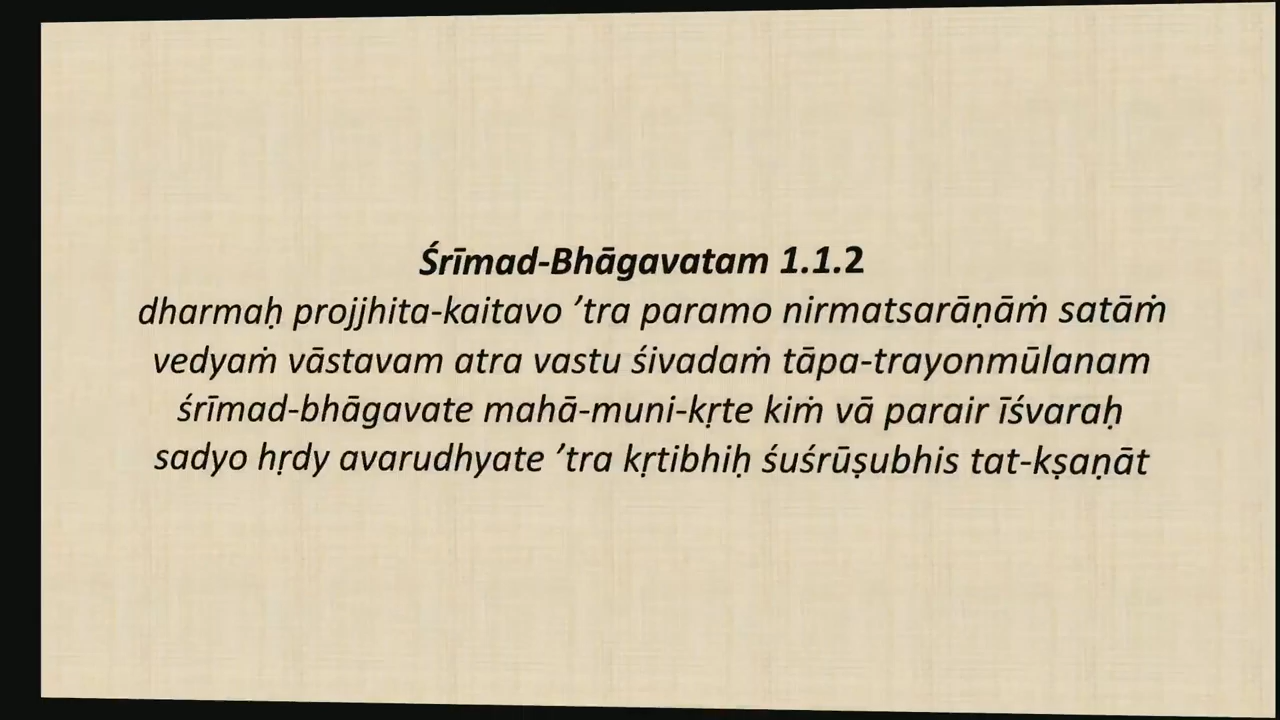 Śrīmad-Bhāgavatam 1.1.2
dharmaḥ projjhita-kaitavo ’tra paramo nirmatsarāṇāṁ satāṁ
vedyaṁ vāstavam atra vastu śivadaṁ tāpa-trayonmūlanam
śrīmad-bhāgavate mahā-muni-kṛte kiṁ vā parair īśvaraḥ
sadyo hṛdy avarudhyate ’tra kṛtibhiḥ śuśrūṣubhis tat-kṣaṇāt